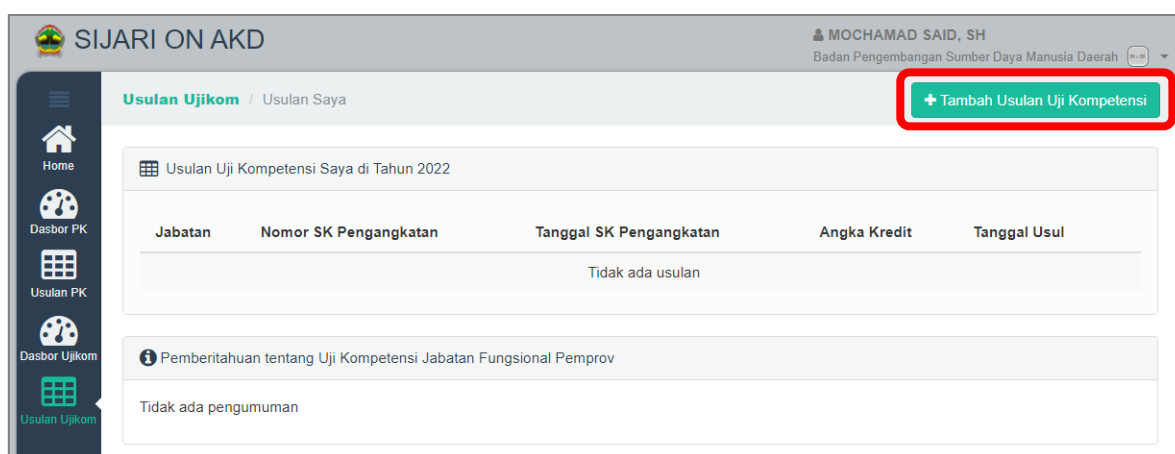 SIJARI ON AKD
MOCHAMAD SAID, SH
Badan Pengembangan Sumber Daya Manusia Daerah
Usulan Ujikom / Usulan Saya
+ Tambah Usulan Uji Kompetensi
Home
Dasbor PK
Usulan PK
Dasbor Ujikom
Usulan Ujikom
Usulan Uji Kompetensi Saya di Tahun 2022
Jabatan Nomor SK Pengangkatan Tanggal SK Pengangkatan Angka Kredit Tanggal Usul
Tidak ada usulan
Pemberitahuan tentang Uji Kompetensi Jabatan Fungsional Pemprov
Tidak ada pengumuman